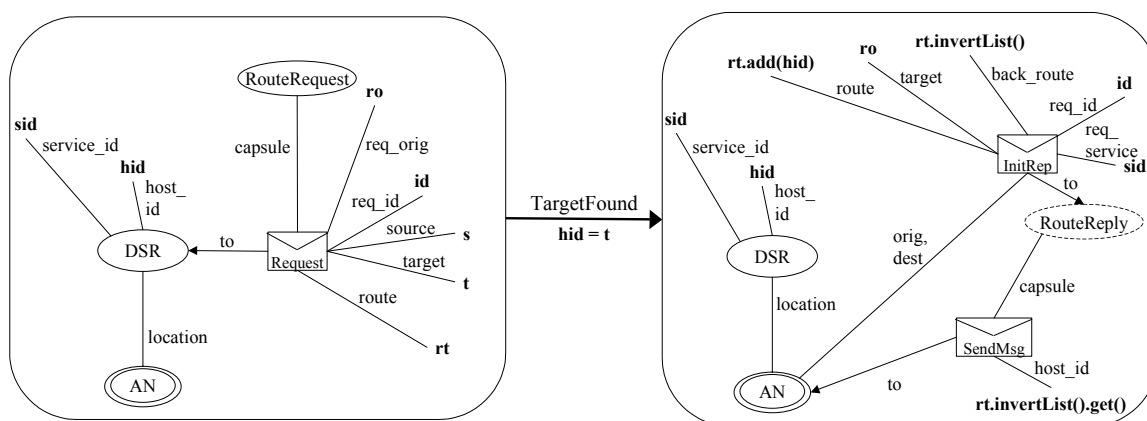 RouteRequest
ro
sid
service_id
capsule
req_orig
hid
host_
id
id
req_id
source
s
DSR
to
Request
target
t
route
location
rt
AN
TargetFound
hid = t
rt.invertList()
ro
rt.add(hid)
target
back_route
route
id
req_id
sid
req_
service
service_id
sid
InitRep
hid
host_
id
to
RouteReply
DSR
orig,
dest
capsule
location
SendMsg
AN
to
host_id
rt.invertList().get()